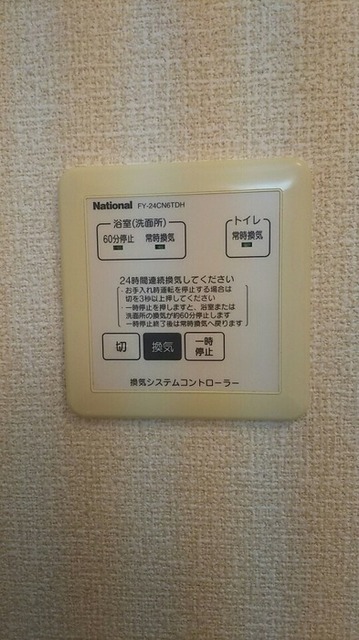 National FY-24CN6TDH
浴室(洗面所)
60分停止 常時換気
トイレ
常時換気
24時間連続換気してください
お手入れ時運転を停止する場合は
切を3秒以上押してください
一時停止を押しますと、浴室または
洗面所の換気が約60分停止します
一時停止終了後は常時換気へ戻ります
切 換気 一時停止
換気システムコントローラー